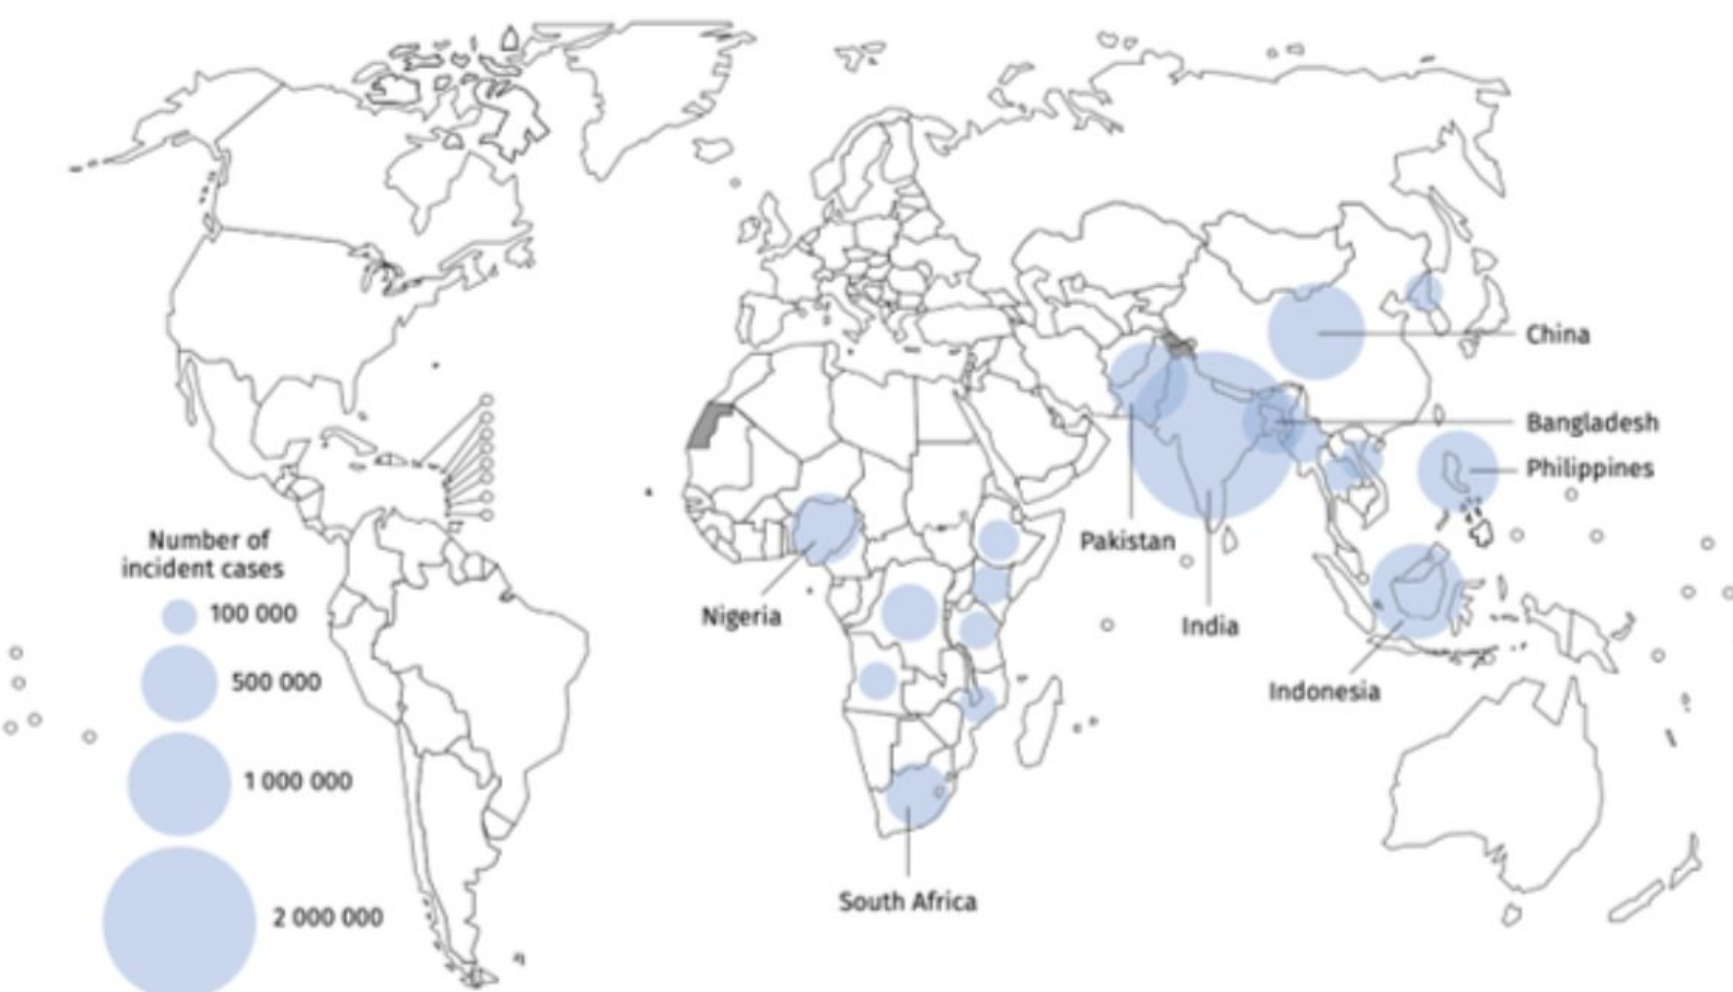 China
Bangladesh
Philippines
Pakistan
Number of
incident cases
100 000
Nigeria
India
500 000
Indonesia
1 000 000
South Africa
2 000 000